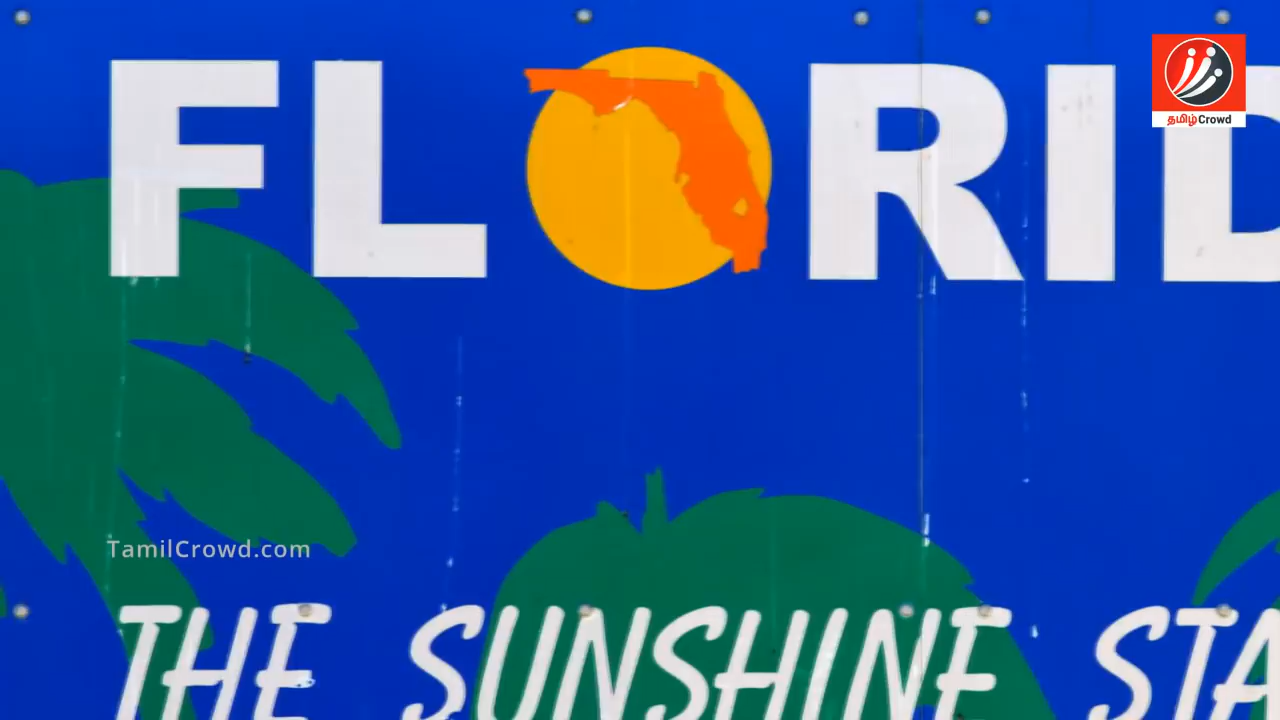 FLORID
தமிழ்Crowd
TamilCrowd.com
THE SUNSHINE STA